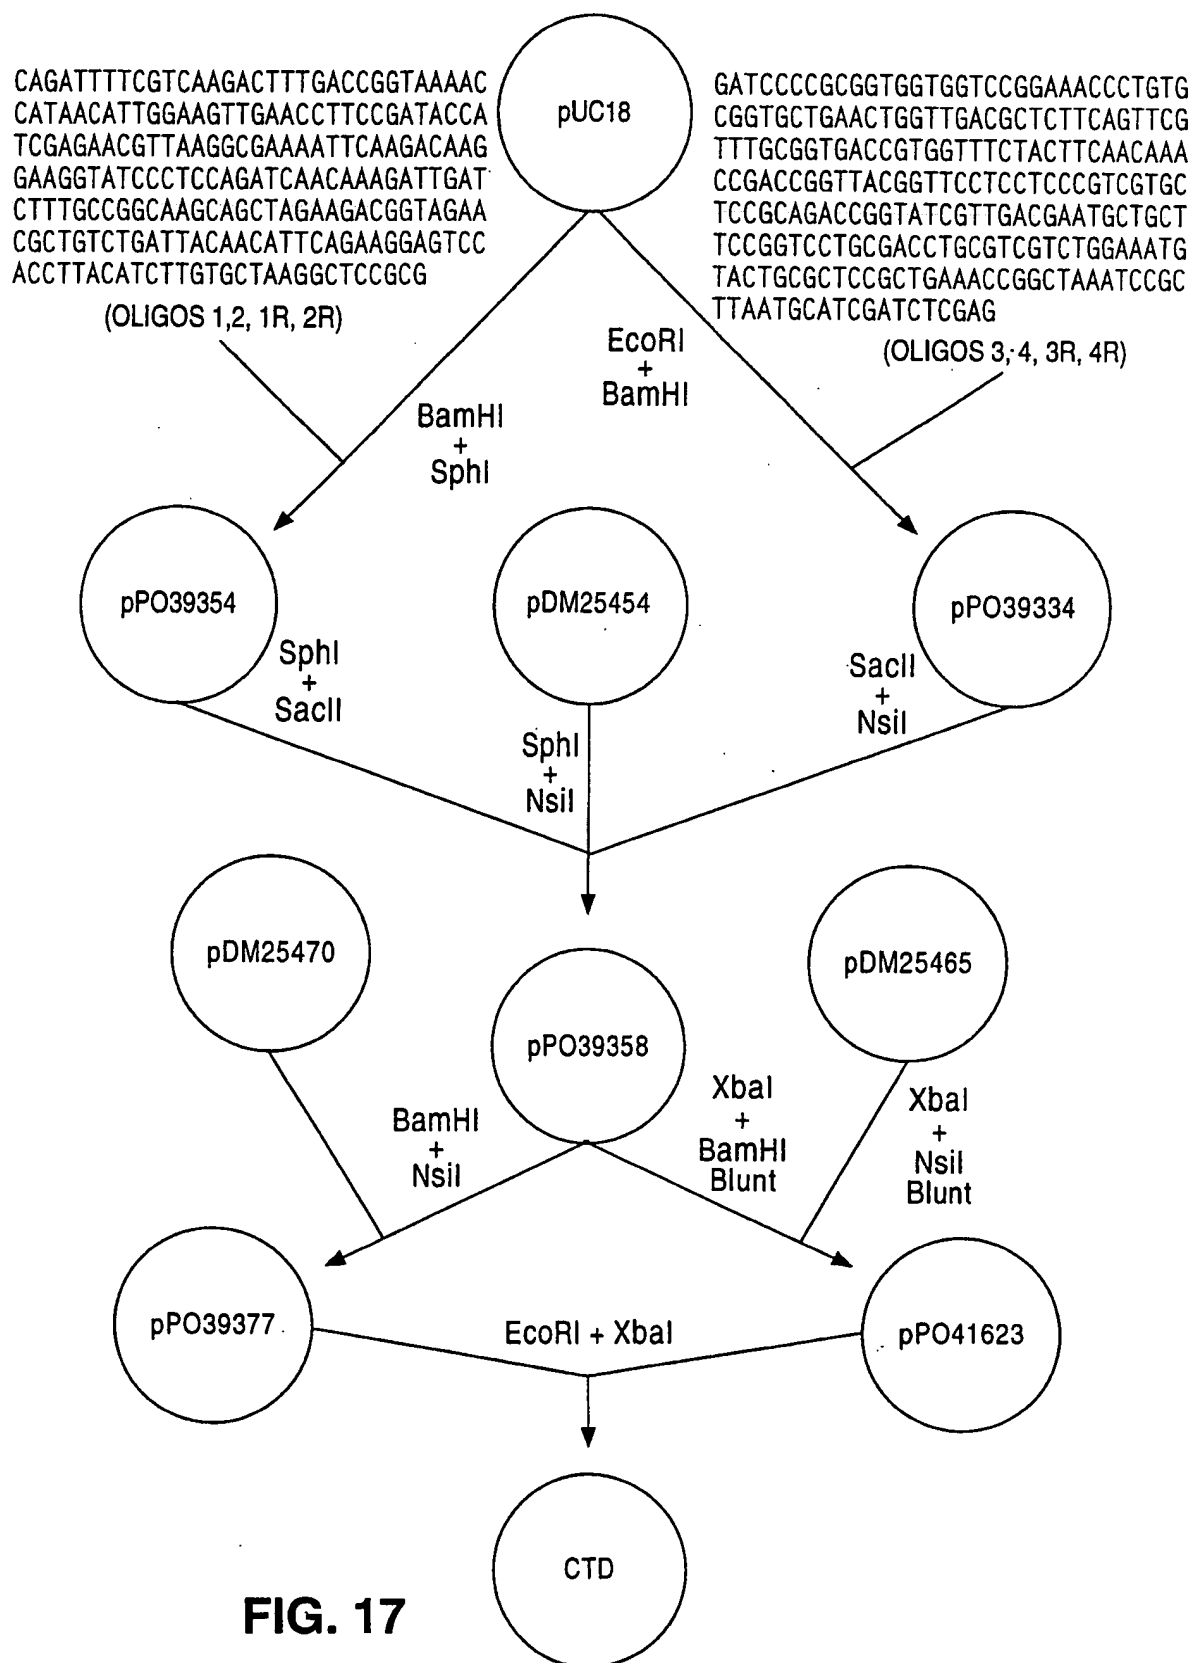 pUC18
CAGATTTTCGTCAAGACTTTGACCGGTAAAAC
CATAACATTGGAAGTTGAACCTTCCGATACCA
TCGAGAACGTTAAGGCGAAAATTCAAGACAAG
GAAGGTATCCCTCCAGATCAACAAAGATTGAT
CTTTGCCGGCAAGCAGCTAGAAGACGGTAGAA
CGCTGTCTGATTACAACATTCAGAAGGAGTCC
ACCTTACATCTTGTGCTAAGGCTCCGCG
(OLIGOS 1,2, 1R, 2R)
GATCCCCGCGGTGGTGGTCCGGAAACCCTGTG
CGGTGCTGAACTGGTTGACGCTCTTCAGTTCG
TTTGCGGTGACCGTGGTTTCTACTTCAACAAA
CCGACCGGTTACGGTTCCTCCTCCCGTCGTGC
TCCGCAGACCGGTATCGTTGACGAATGCTGCT
TCCGGTCCTGCGACCTGCGTCGTCTGGAAATG
TACTGCGCTCCGCTGAAACCGGCTAAATCCGC
TTAATGCATCGATCTCGAG
(OLIGOS 3, 4, 3R, 4R)
EcoRI
+
BamHI
BamHI
+
SphI
pPO39354
pDM25454
pPO39334
SphI
+
SacII
SacII
+
NsiI
SphI
+
NsiI
pDM25470
pDM25465
pPO39358
BamHI
+
NsiI
XbaI
+
BamHI
Blunt
XbaI
+
NsiI
Blunt
pPO39377
EcoRI + XbaI
pPO41623
CTD
FIG. 17